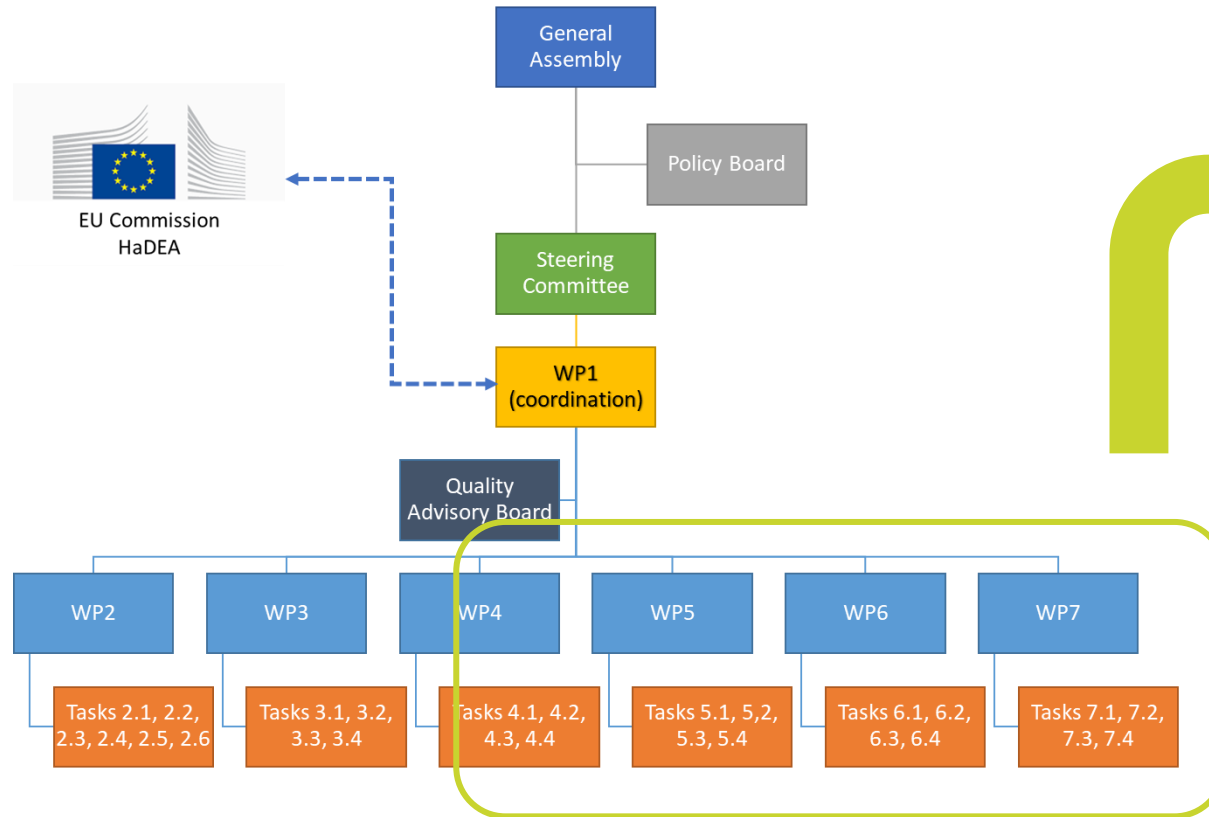 General
Assembly
Policy Board
EU Commission
HaDEA
Steering
Committee
WP1
(coordination)
Quality
Advisory Board
WP2
WP3
WP4
WP5
WP6
WP7
Tasks 2.1, 2.2,
2.3, 2.4, 2.5, 2.6
Tasks 3.1, 3.2,
3.3, 3.4
Tasks 4.1, 4.2,
4.3, 4.4
Tasks 5.1, 5,2,
5.3, 5.4
Tasks 6.1, 6.2,
6.3, 6.4
Tasks 7.1, 7.2,
7.3, 7.4